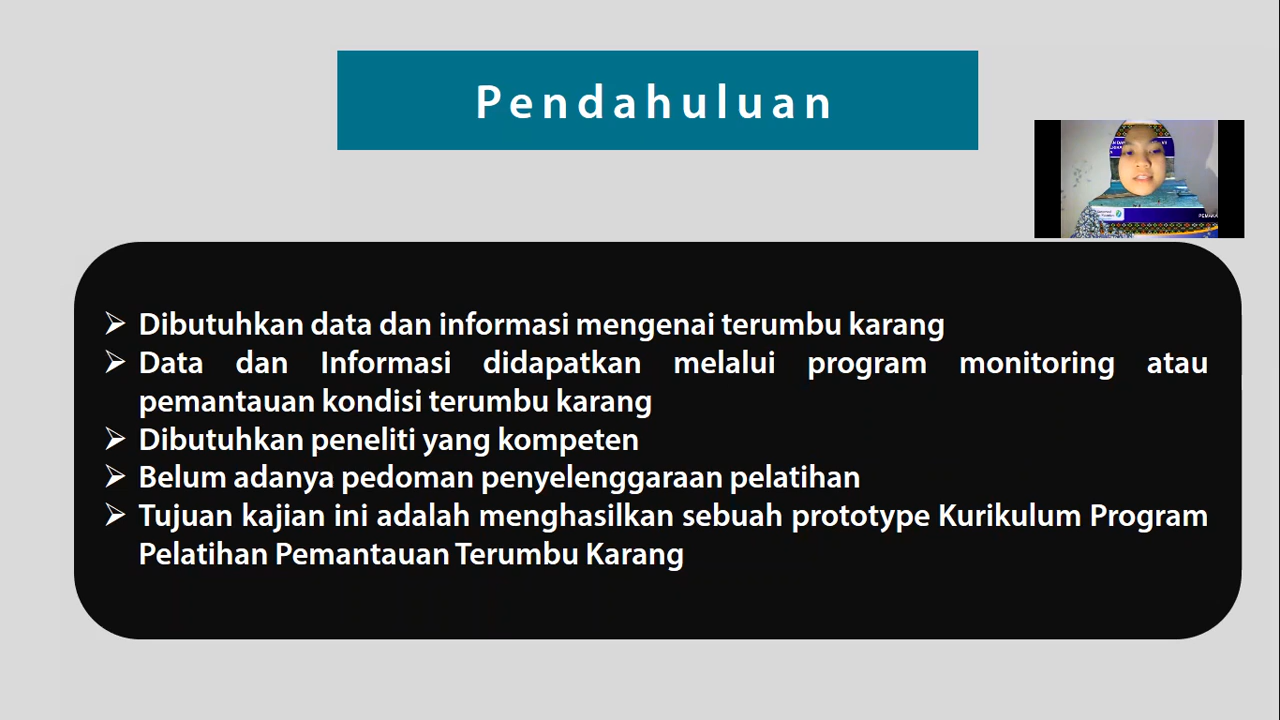 Pendahuluan
➢ Dibutuhkan data dan informasi mengenai terumbu karang
➢ Data dan Informasi didapatkan melalui program monitoring atau
pemantauan kondisi terumbu karang
➢ Dibutuhkan peneliti yang kompeten
➢ Belum adanya pedoman penyelenggaraan pelatihan
➢ Tujuan kajian ini adalah menghasilkan sebuah prototype Kurikulum Program
Pelatihan Pemantauan Terumbu Karang